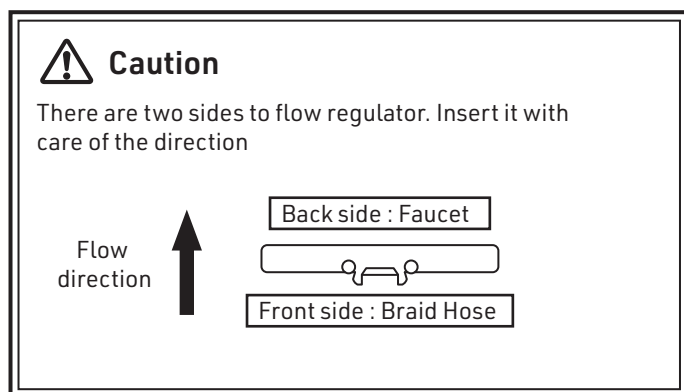 Caution
There are two sides to flow regulator. Insert it with
care of the direction
Back side : Faucet
Flow
direction
Front side : Braid Hose